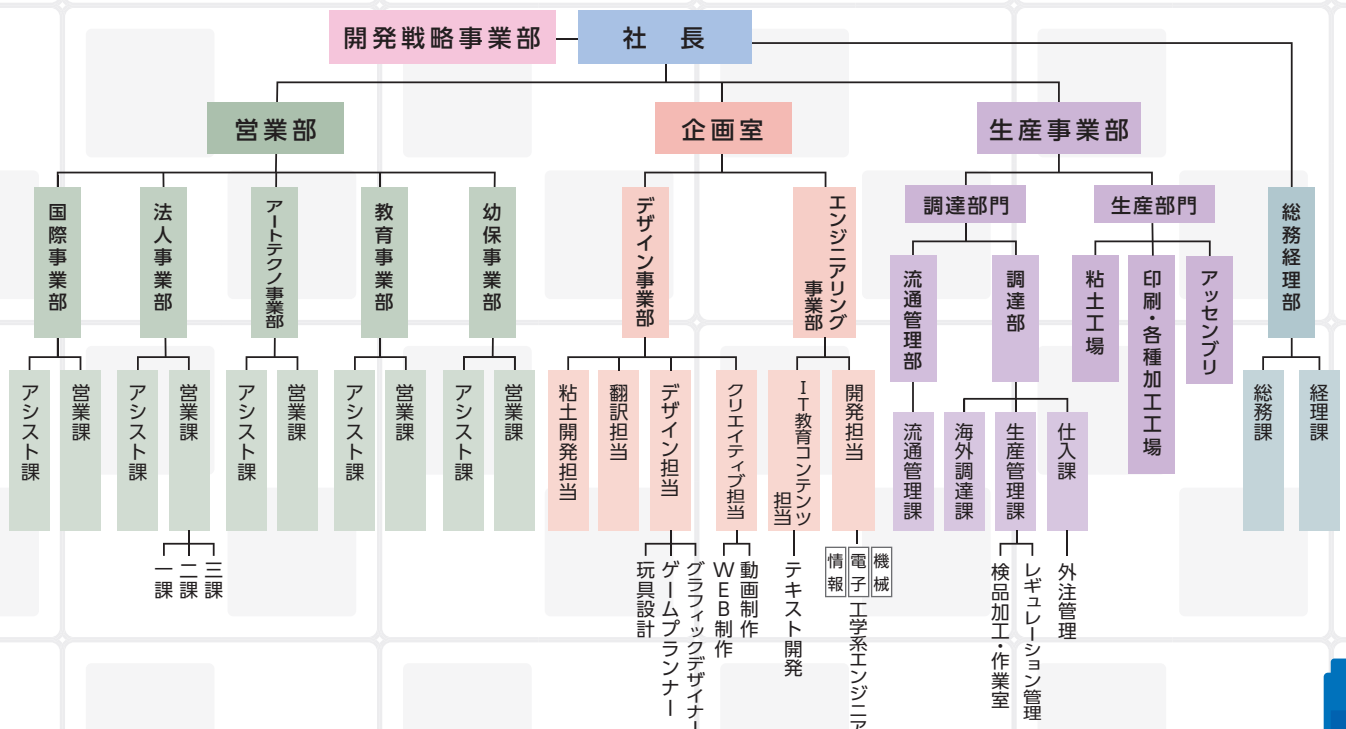 開発戦略事業部
社長
営業部
企画室
生産事業部
国際事業部
法人事業部
アートテクノ事業部
教育事業部
幼保事業部
デザイン事業部
エンジニアリング
事業部
調達部門
生産部門
総務経理部
流通管理部
調達部
粘土工場
印刷・各種加工工場
アッセンブリ
アシスト課
営業課
アシスト課
営業課
アシスト課
営業課
アシスト課
営業課
アシスト課
営業課
粘土開発担当
翻訳担当
デザイン担当
クリエイティブ担当
IT教育コンテンツ
担当
開発担当
流通管理課
海外調達課
生産管理課
仕入課
総務課
経理課
一課
二課
三課
玩具設計
ゲームプランナー
グラフィックデザイナー
WEB制作
動画制作
テキスト開発
情報
電子
機械
工学系エンジニア
検品加工・作業室
レギュレーション管理
外注管理